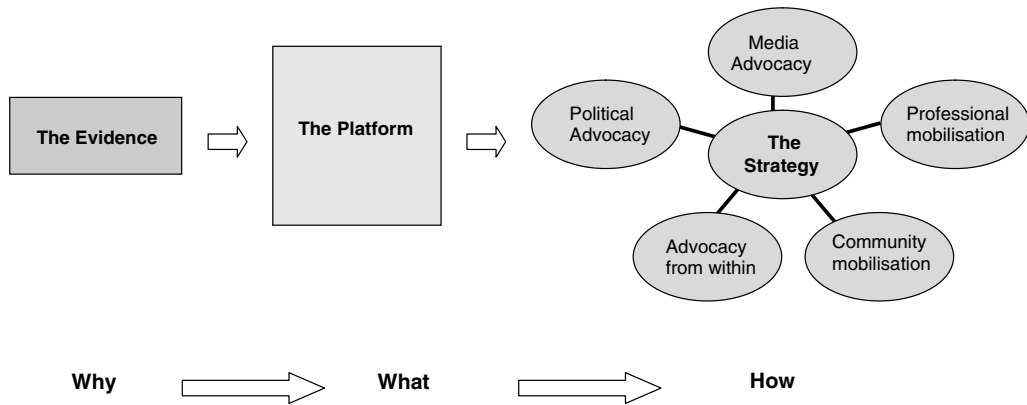 The Evidence
The Platform
Media
Advocacy
Political
Advocacy
Professional
mobilisation
The
Strategy
Advocacy
from within
Community
mobilisation
Why
What
How